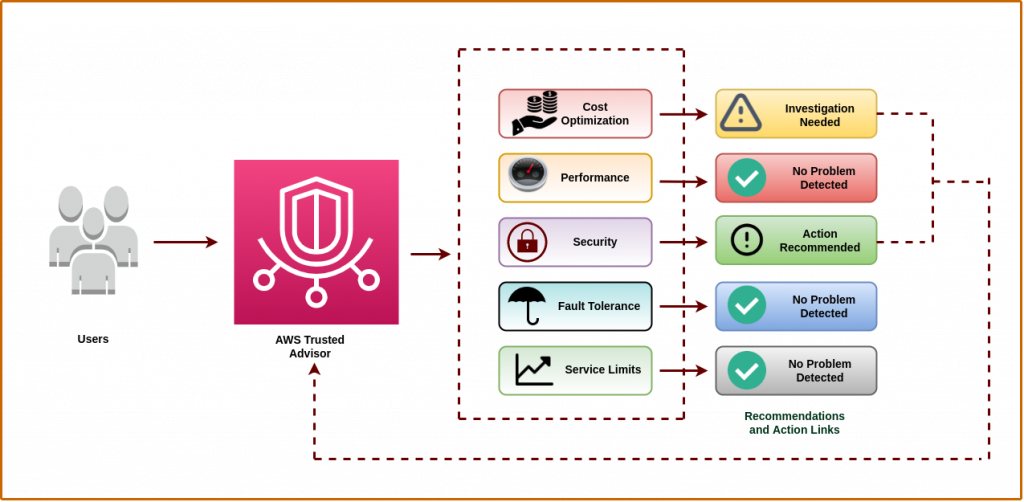 Cost
Optimization
Investigation
Needed
Performance
No Problem
Detected
Security
Action
Recommended
Fault Tolerance
No Problem
Detected
Users
AWS Trusted
Advisor
Service Limits
No Problem
Detected
Recommendations
and Action Links